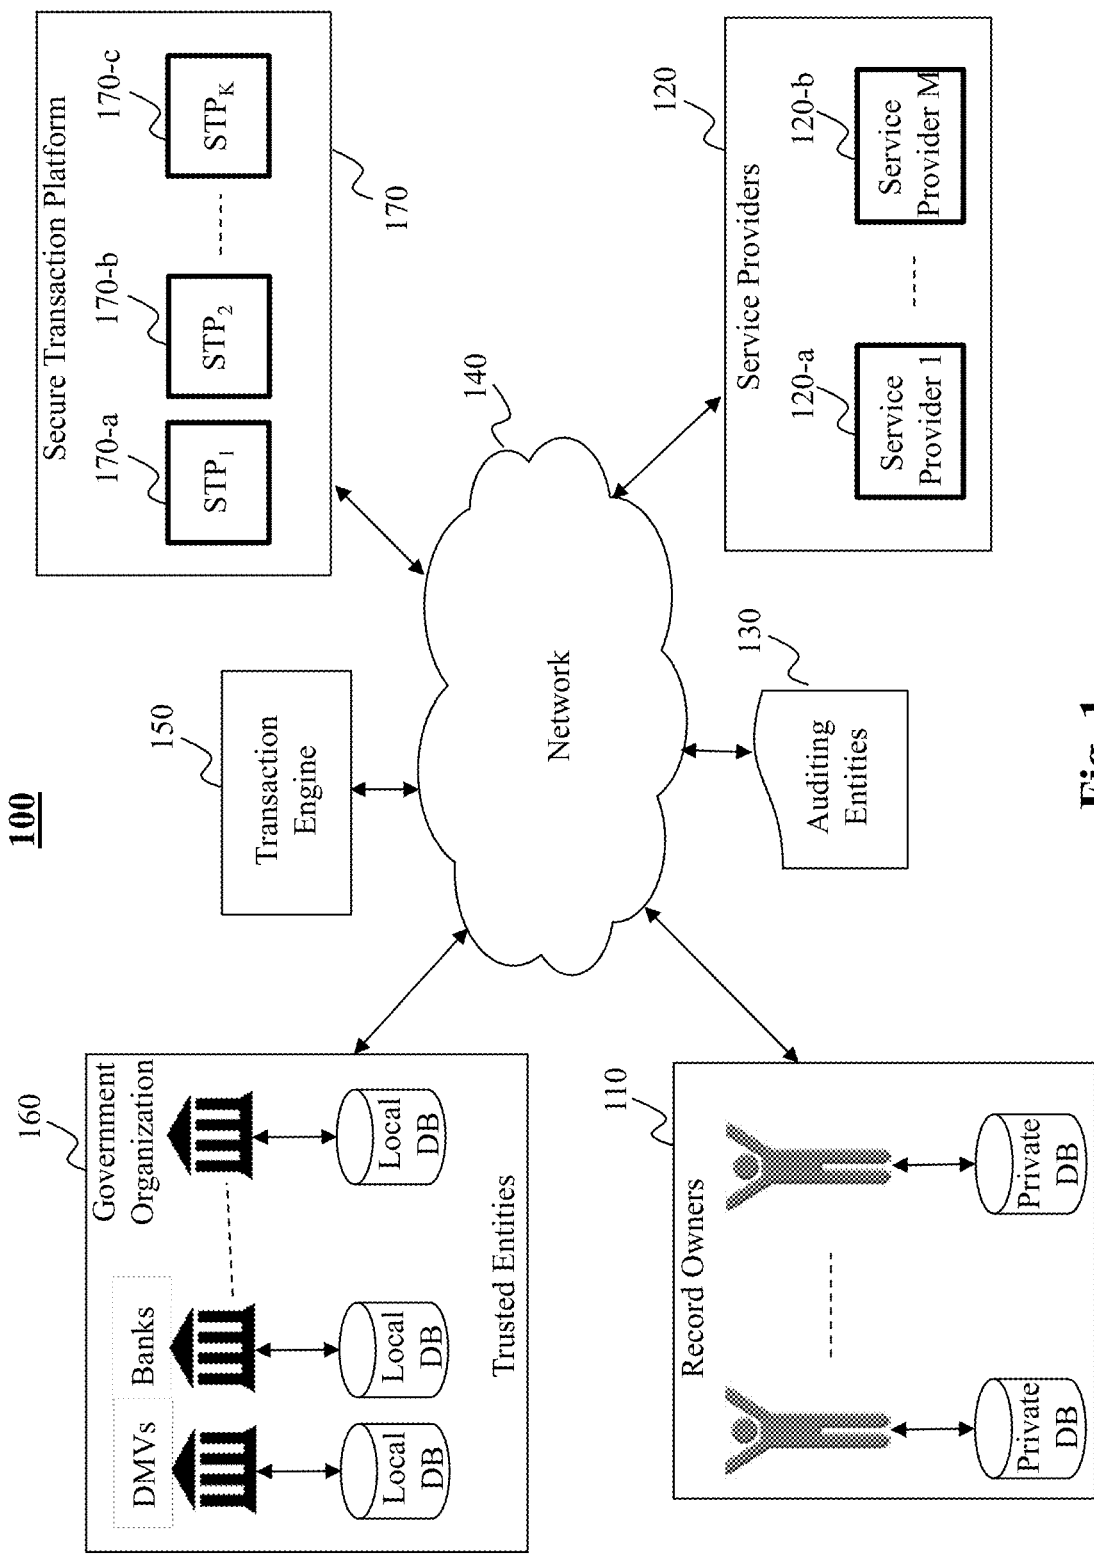 100
160
Government
Organization
DMVs
Banks
Local
DB
Local
DB
Local
DB
Trusted Entities
150
Transaction
Engine
Secure Transaction Platform
170-a
170-b
170-c
STP1
STP2
STPK
170
140
Network
110
Record Owners
Private
DB
Private
DB
130
Auditing
Entities
120
Service Providers
120-a
120-b
Service
Provider 1
Service
Provider M
Fig. 1